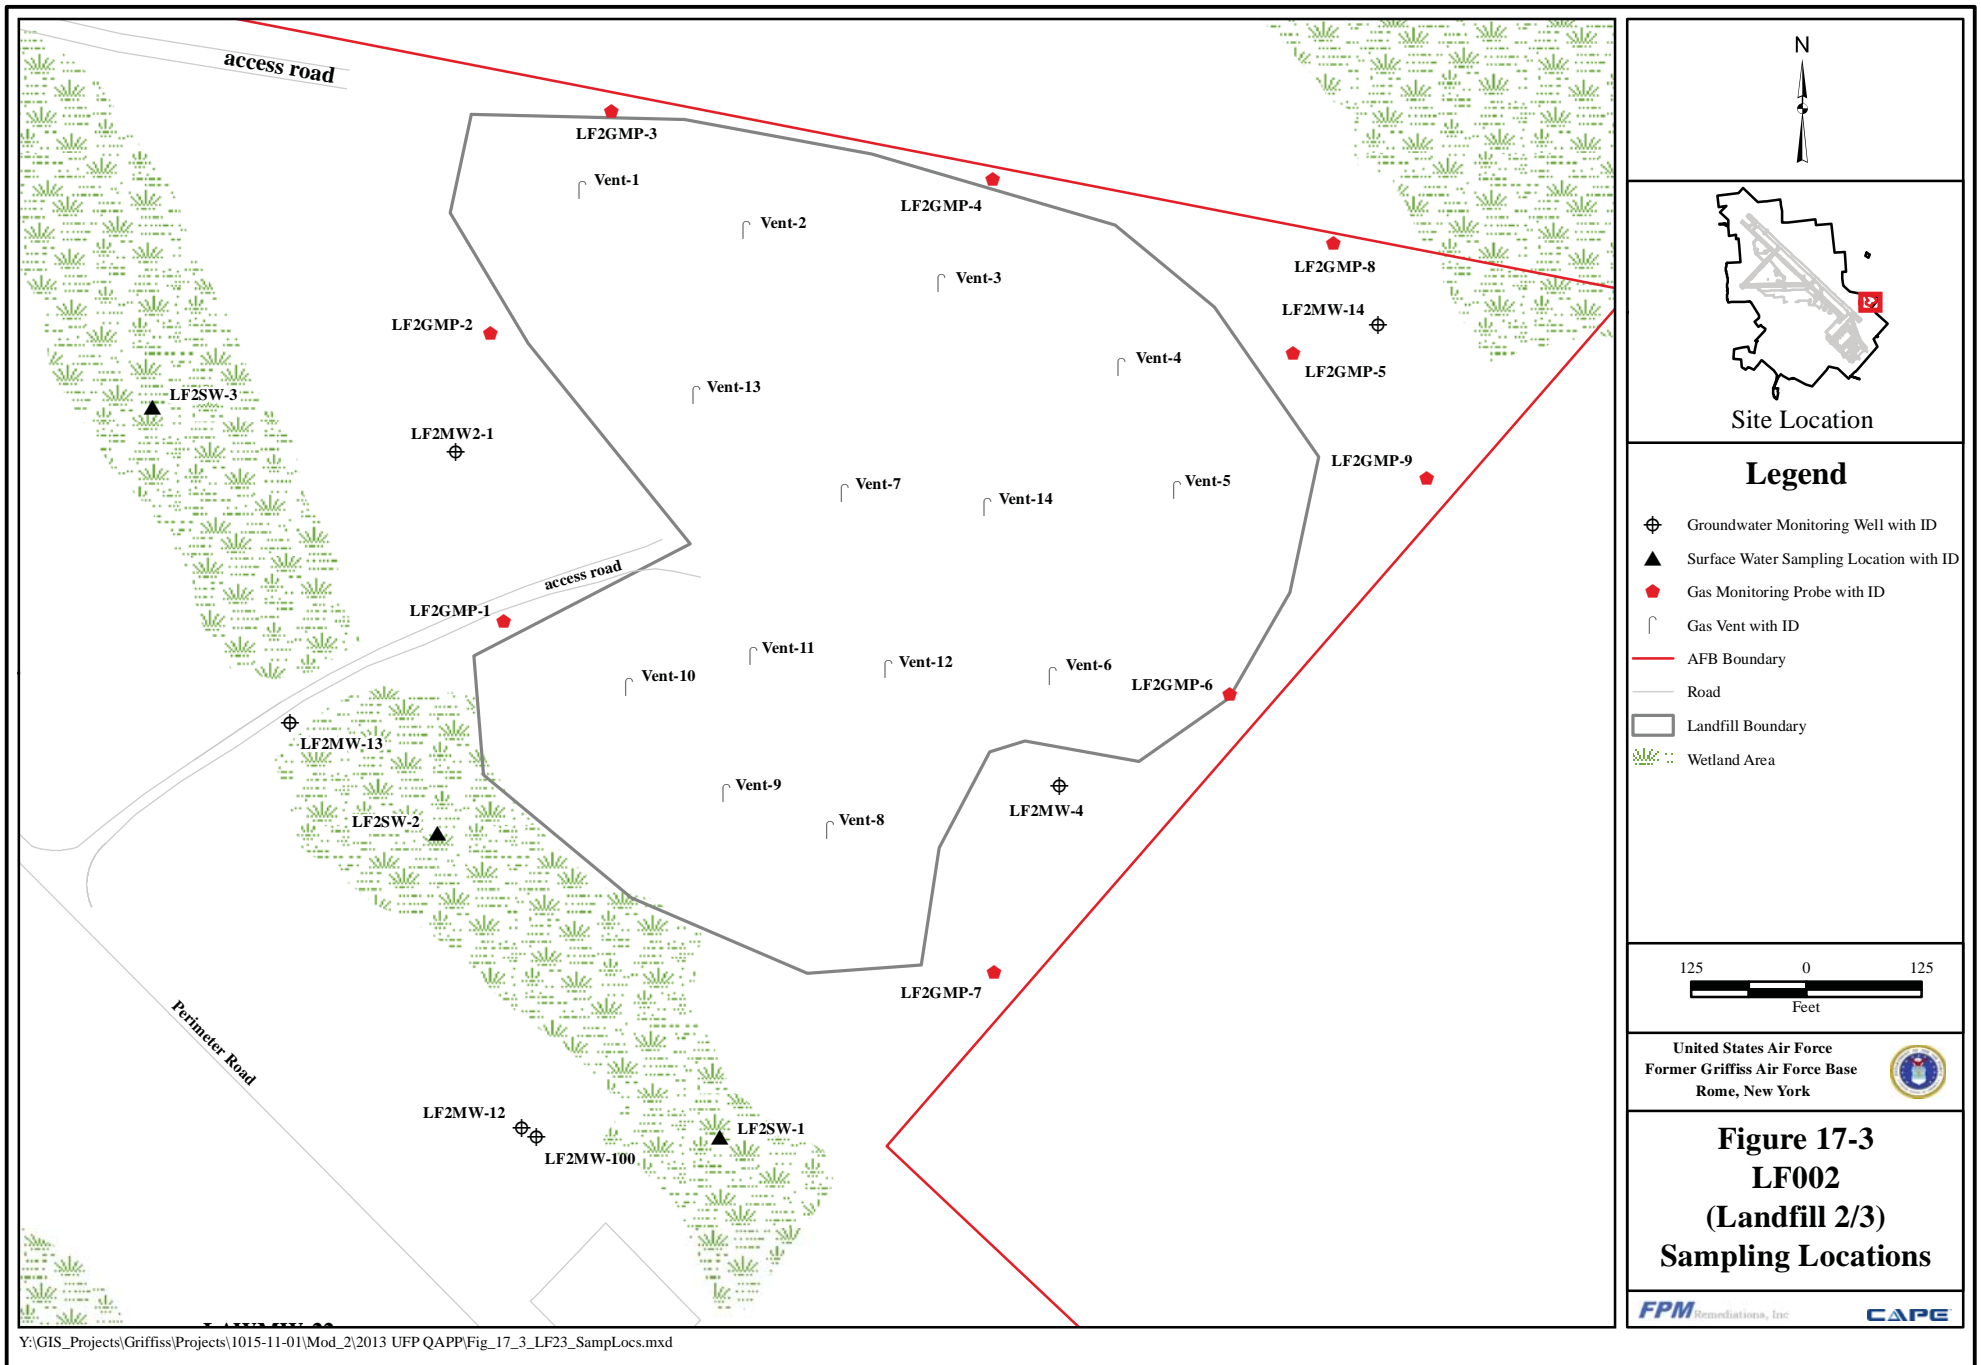 access road
LF2GMP-3
Vent-1
Vent-2
LF2GMP-4
Vent-3
LF2GMP-8
LF2MW-14
LF2GMP-2
LF2GMP-5
Vent-4
Vent-13
LF2SW-3
LF2MW2-1
LF2GMP-9
Vent-7
Vent-14
Vent-5
access road
LF2GMP-1
Vent-11
Vent-12
Vent-6
Vent-10
LF2GMP-6
LF2MW-13
Vent-9
LF2MW-4
LF2SW-2
Vent-8
LF2GMP-7
Perimeter Road
LF2MW-12
LF2SW-1
LF2MW-100
Y:\GIS_Projects\Griffiss\Projects\1015-11-01\Mod_2\2013 UFP QAPP\Fig_17_3_LF23_SampLocs.mxd
N
Site Location
Legend
Groundwater Monitoring Well with ID
Surface Water Sampling Location with ID
Gas Monitoring Probe with ID
Gas Vent with ID
AFB Boundary
Road
Landfill Boundary
Wetland Area
125 0 125
Feet
United States Air Force
Former Griffiss Air Force Base
Rome, New York
Figure 17-3
LF002
(Landfill 2/3)
Sampling Locations
FPM Remediations, Inc
CAPE